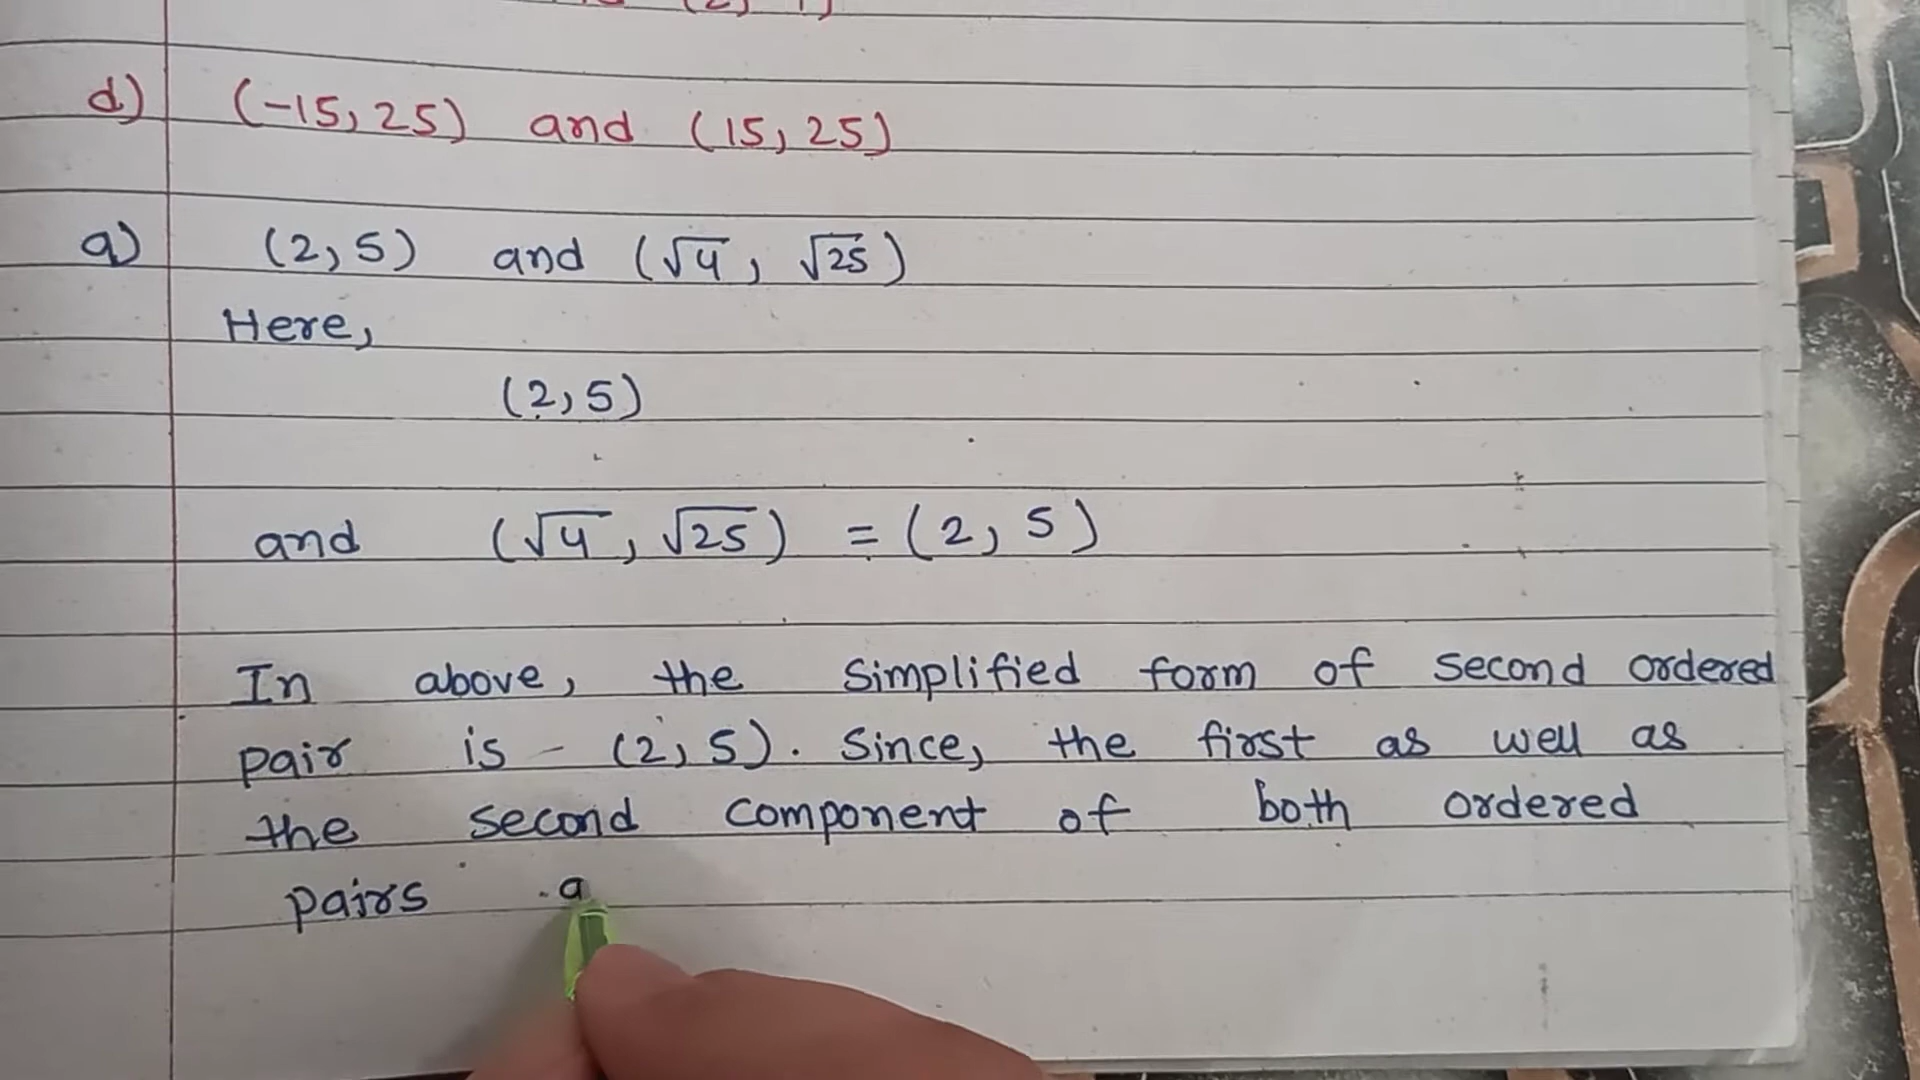 d) (-15, 25) and (15, 25)
a) (2, 5) and (√4, √25)
Here,
(2, 5)
and (√4, √25) = (2, 5)
In above, the simplified form of second ordered
pair is - (2, 5). Since, the first as well as
the second component of both ordered
pairs a